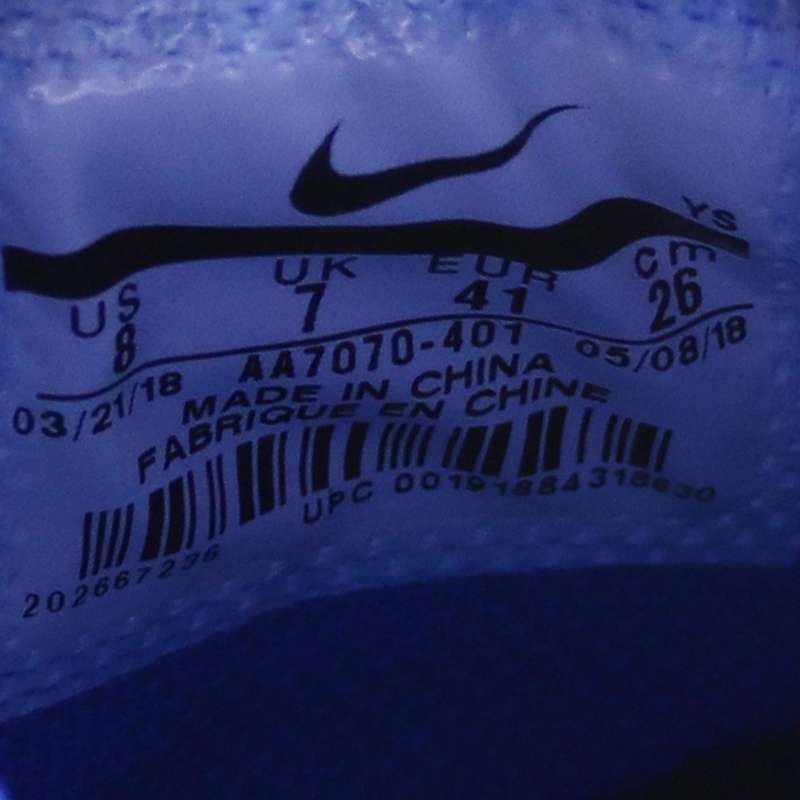 YS
US UK EUR cm
8 7 41 26
03/21/18 AA7070-401 05/08/18
MADE IN CHINA
FABRIQUE EN CHINE
UPC 00191884318630
202667236